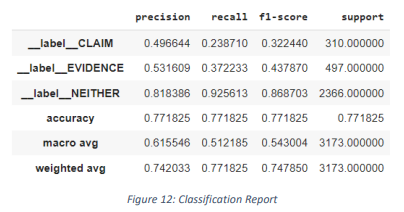 precision recall f1-score support
__label__CLAIM 0.496644 0.238710 0.322440 310.000000
__label__EVIDENCE 0.531609 0.372233 0.437870 497.000000
__label__NEITHER 0.818386 0.925613 0.868703 2366.000000
accuracy 0.771825 0.771825 0.771825 0.771825
macro avg 0.615546 0.512185 0.543004 3173.000000
weighted avg 0.742033 0.771825 0.747850 3173.000000
Figure 12: Classification Report